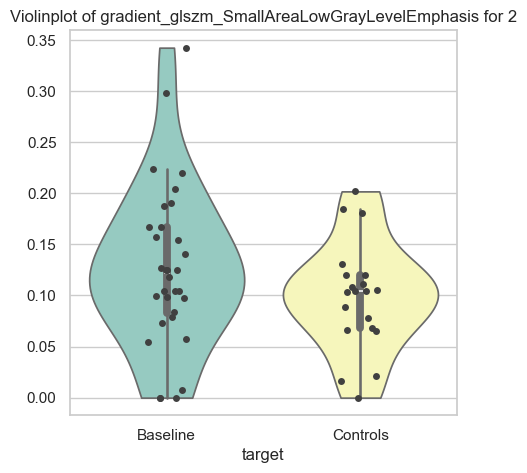 Violinplot of gradient_glszm_SmallAreaLowGrayLevelEmphasis for 2
0.35
0.30
0.25
0.20
0.15
0.10
0.05
0.00
Baseline Controls
target